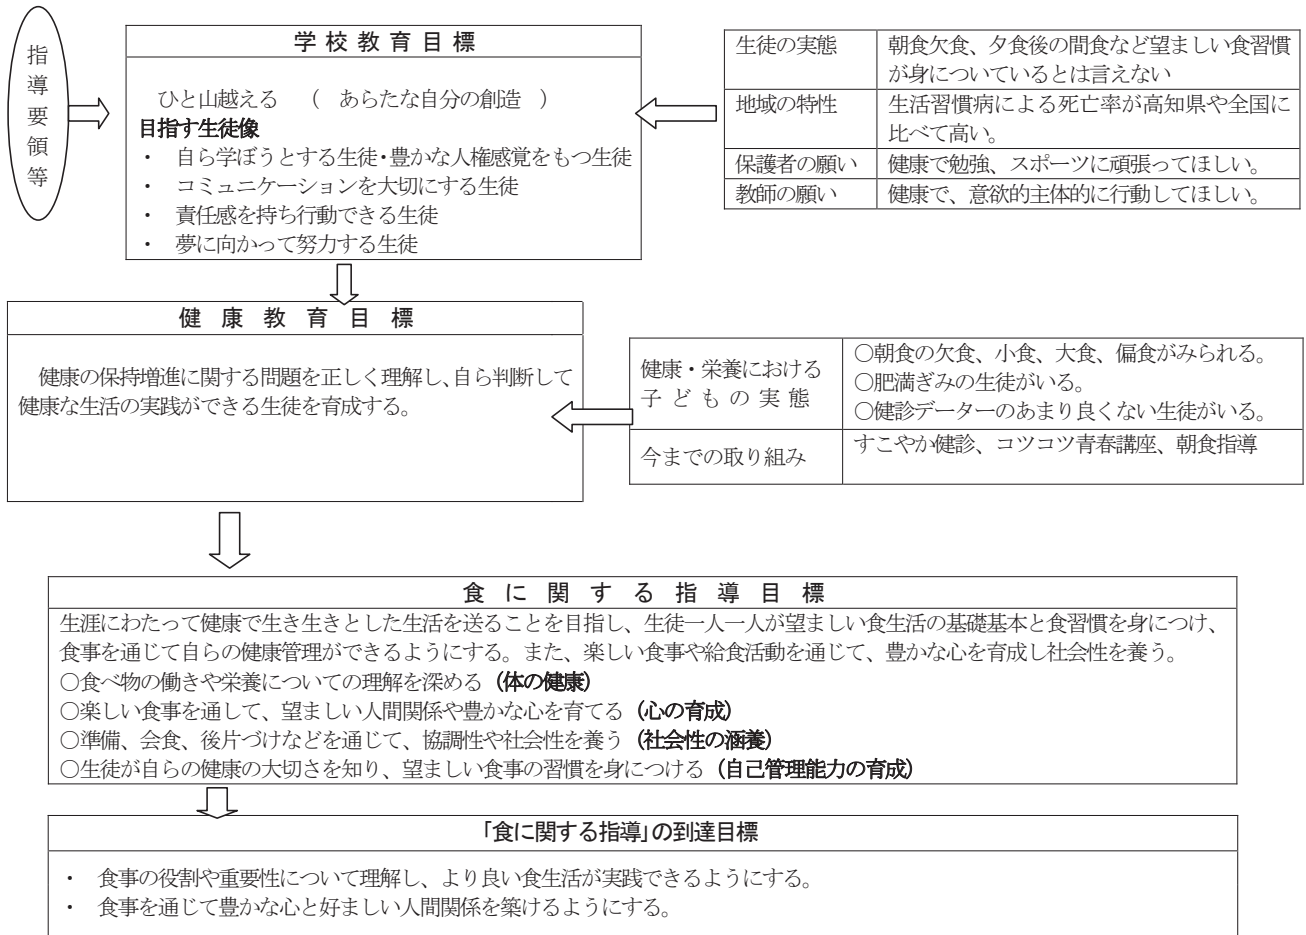 指導要領等
学校教育目標
ひと山越える　（　あらたな自分の創造　）
目指す生徒像
・　自ら学ぼうとする生徒・豊かな人権感覚をもつ生徒
・　コミュニケーションを大切にする生徒
・　責任感を持ち行動できる生徒
・　夢に向かって努力する生徒
生徒の実態　朝食欠食、夕食後の間食など望ましい食習慣
が身についているとは言えない
地域の特性　生活習慣病による死亡率が高知県や全国に
比べて高い。
保護者の願い　健康で勉強、スポーツに頑張ってほしい。
教師の願い　健康で、意欲的主体的に行動してほしい。
健康教育目標
健康の保持増進に関する問題を正しく理解し、自ら判断して
健康な生活の実践ができる生徒を育成する。
健康・栄養における
子どもの実態
〇朝食の欠食、小食、大食、偏食がみられる。
〇肥満ぎみの生徒がいる。
〇健診データーのあまり良くない生徒がいる。
今までの取り組み　すこやか健診、コツコツ青春講座、朝食指導
食に関する指導目標
生涯にわたって健康で生き生きとした生活を送ることを目指し、生徒一人一人が望ましい食生活の基礎基本と食習慣を身につけ、
食事を通じて自らの健康管理ができるようにする。また、楽しい食事や給食活動を通じて、豊かな心を育成し社会性を養う。
〇食べ物の働きや栄養についての理解を深める（体の健康）
〇楽しい食事を通して、望ましい人間関係や豊かな心を育てる（心の育成）
〇準備、会食、後片づけなどを通じて、協調性や社会性を養う（社会性の涵養）
〇生徒が自らの健康の大切さを知り、望ましい食事の習慣を身につける（自己管理能力の育成）
「食に関する指導」の到達目標
・　食事の役割や重要性について理解し、より良い食生活が実践できるようにする。
・　食事を通じて豊かな心と好ましい人間関係を築けるようにする。